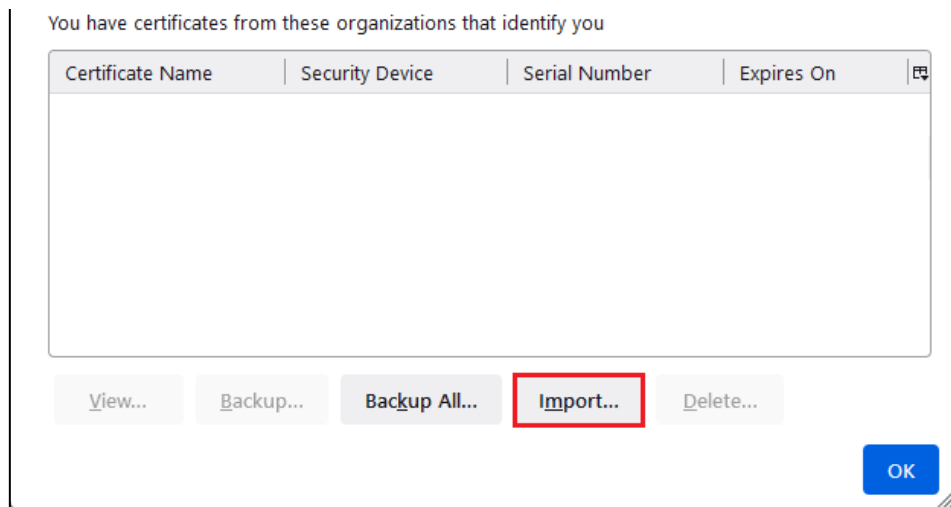 You have certificates from these organizations that identify you
Certificate Name Security Device Serial Number Expires On
View... Backup... Backup All... Import... Delete...
OK